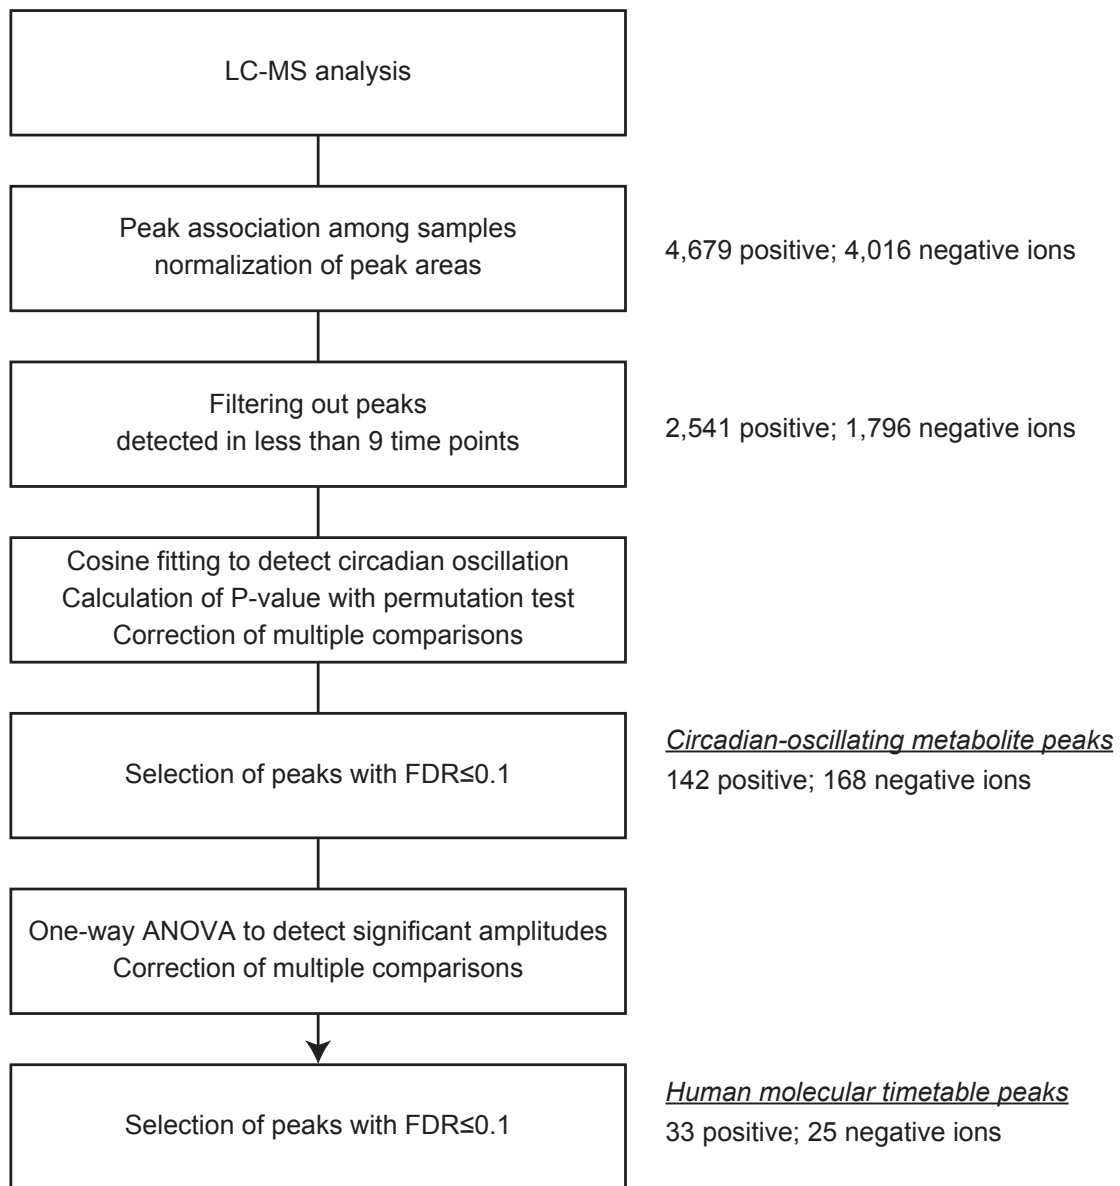 LC-MS analysis
Peak association among samples
normalization of peak areas
4,679 positive; 4,016 negative ions
Filtering out peaks
detected in less than 9 time points
2,541 positive; 1,796 negative ions
Cosine fitting to detect circadian oscillation
Calculation of P-value with permutation test
Correction of multiple comparisons
Selection of peaks with FDR≤0.1
Circadian-oscillating metabolite peaks
142 positive; 168 negative ions
One-way ANOVA to detect significant amplitudes
Correction of multiple comparisons
Selection of peaks with FDR≤0.1
Human molecular timetable peaks
33 positive; 25 negative ions